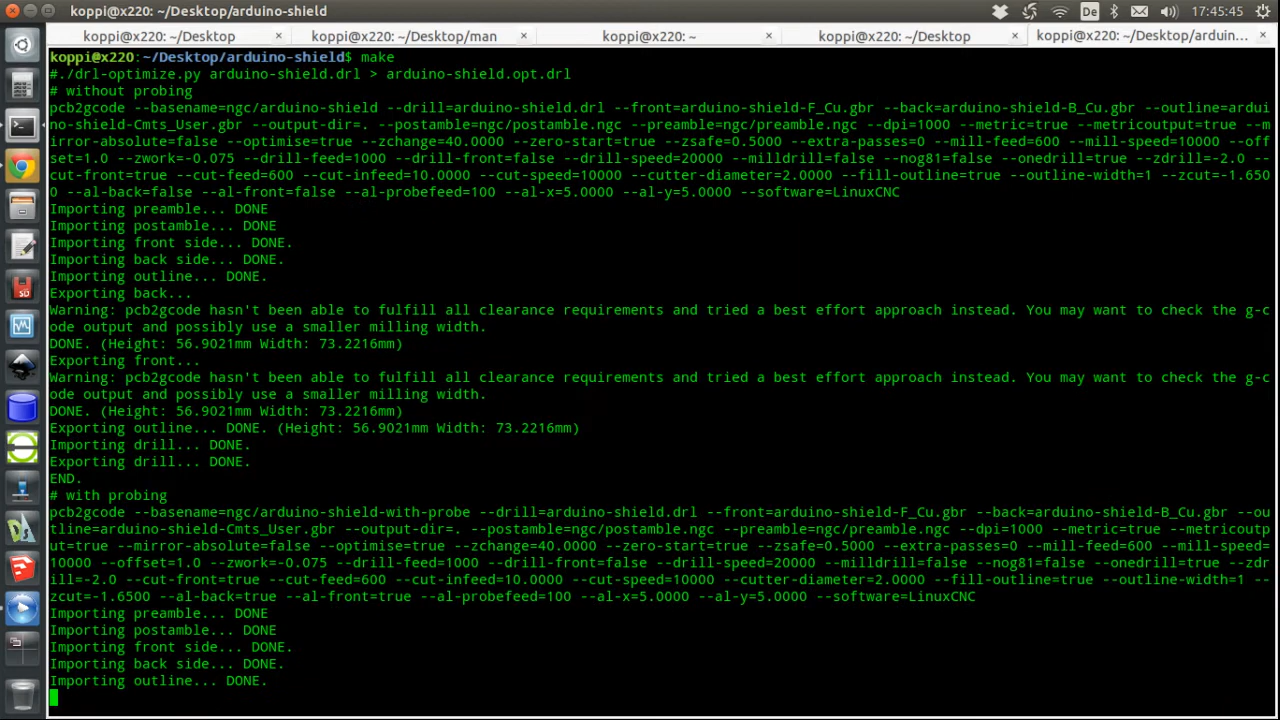 koppi@x220: ~/Desktop/arduino-shield
De
17:45:45
koppi@x220: ~/Desktop × koppi@x220: ~/Desktop/man × koppi@x220: ~ × koppi@x220: ~/Desktop × koppi@x220: ~/Desktop/arduin... ×
koppi@x220:~/Desktop/arduino-shield$ make
#./drl-optimize.py arduino-shield.drl > arduino-shield.opt.drl
# without probing
pcb2gcode --basename=ngc/arduino-shield --drill=arduino-shield.drl --front=arduino-shield-F_Cu.gbr --back=arduino-shield-B_Cu.gbr --outline=ardui
no-shield-Cmts_User.gbr --output-dir=. --postamble=ngc/postamble.ngc --preamble=ngc/preamble.ngc --dpi=1000 --metric=true --metricoutput=true --m
irror-absolute=false --optimise=true --zchange=40.0000 --zero-start=true --zsafe=0.5000 --extra-passes=0 --mill-feed=600 --mill-speed=10000 --off
set=1.0 --zwork=-0.075 --drill-feed=1000 --drill-front=false --drill-speed=20000 --milldrill=false --nog81=false --onedrill=true --zdrill=-2.0 --
cut-front=true --cut-feed=600 --cut-infeed=10.0000 --cut-speed=10000 --cutter-diameter=2.0000 --fill-outline=true --outline-width=1 --zcut=-1.650
0 --al-back=false --al-front=false --al-probefeed=100 --al-x=5.0000 --al-y=5.0000 --software=LinuxCNC
Importing preamble... DONE
Importing postamble... DONE
Importing front side... DONE.
Importing back side... DONE.
Importing outline... DONE.
Exporting back...
Warning: pcb2gcode hasn't been able to fulfill all clearance requirements and tried a best effort approach instead. You may want to check the g-c
ode output and possibly use a smaller milling width.
DONE. (Height: 56.9021mm Width: 73.2216mm)
Exporting front...
Warning: pcb2gcode hasn't been able to fulfill all clearance requirements and tried a best effort approach instead. You may want to check the g-c
ode output and possibly use a smaller milling width.
DONE. (Height: 56.9021mm Width: 73.2216mm)
Exporting outline... DONE. (Height: 56.9021mm Width: 73.2216mm)
Importing drill... DONE.
Exporting drill... DONE.
END.
# with probing
pcb2gcode --basename=ngc/arduino-shield-with-probe --drill=arduino-shield.drl --front=arduino-shield-F_Cu.gbr --back=arduino-shield-B_Cu.gbr --ou
tline=arduino-shield-Cmts_User.gbr --output-dir=. --postamble=ngc/postamble.ngc --preamble=ngc/preamble.ngc --dpi=1000 --metric=true --metricoutp
ut=true --mirror-absolute=false --optimise=true --zchange=40.0000 --zero-start=true --zsafe=0.5000 --extra-passes=0 --mill-feed=600 --mill-speed=
10000 --offset=1.0 --zwork=-0.075 --drill-feed=1000 --drill-front=false --drill-speed=20000 --milldrill=false --nog81=false --onedrill=true --zdr
ill=-2.0 --cut-front=true --cut-feed=600 --cut-infeed=10.0000 --cut-speed=10000 --cutter-diameter=2.0000 --fill-outline=true --outline-width=1 --
zcut=-1.6500 --al-back=true --al-front=true --al-probefeed=100 --al-x=5.0000 --al-y=5.0000 --software=LinuxCNC
Importing preamble... DONE
Importing postamble... DONE
Importing front side... DONE.
Importing back side... DONE.
Importing outline... DONE.